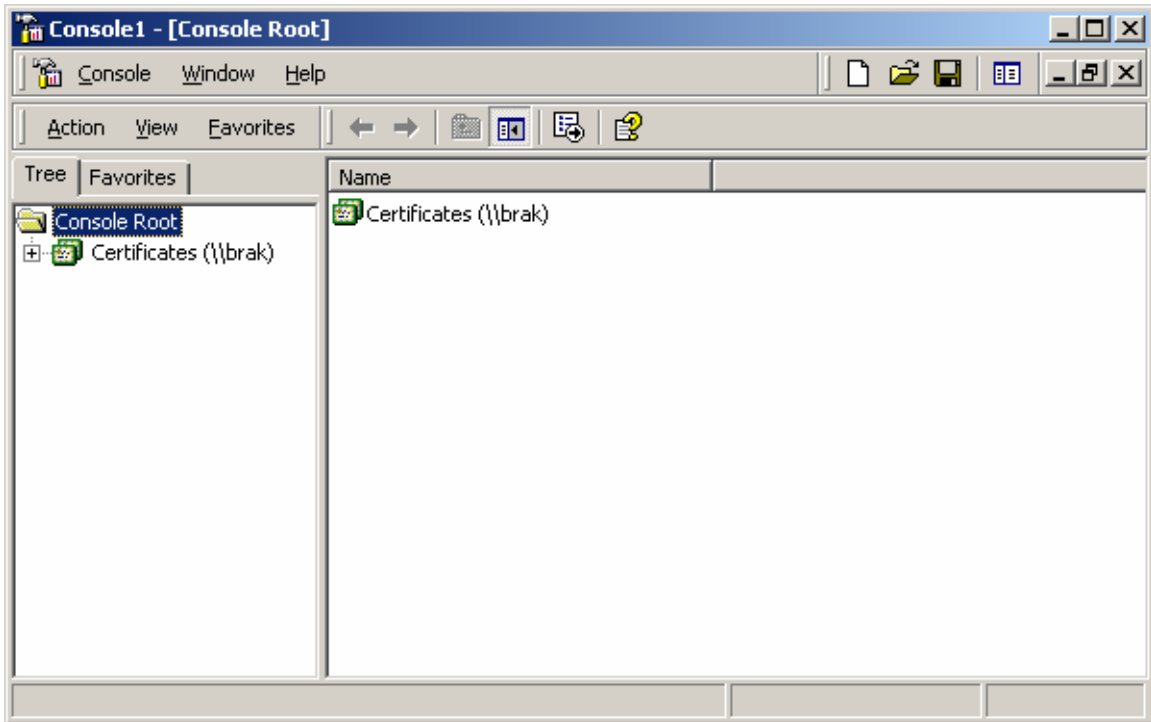 Console1 - [Console Root]
Console Window Help
Action View Favorites
Tree Favorites
Name
Console Root
Certificates (\\brak)
Certificates (\\brak)